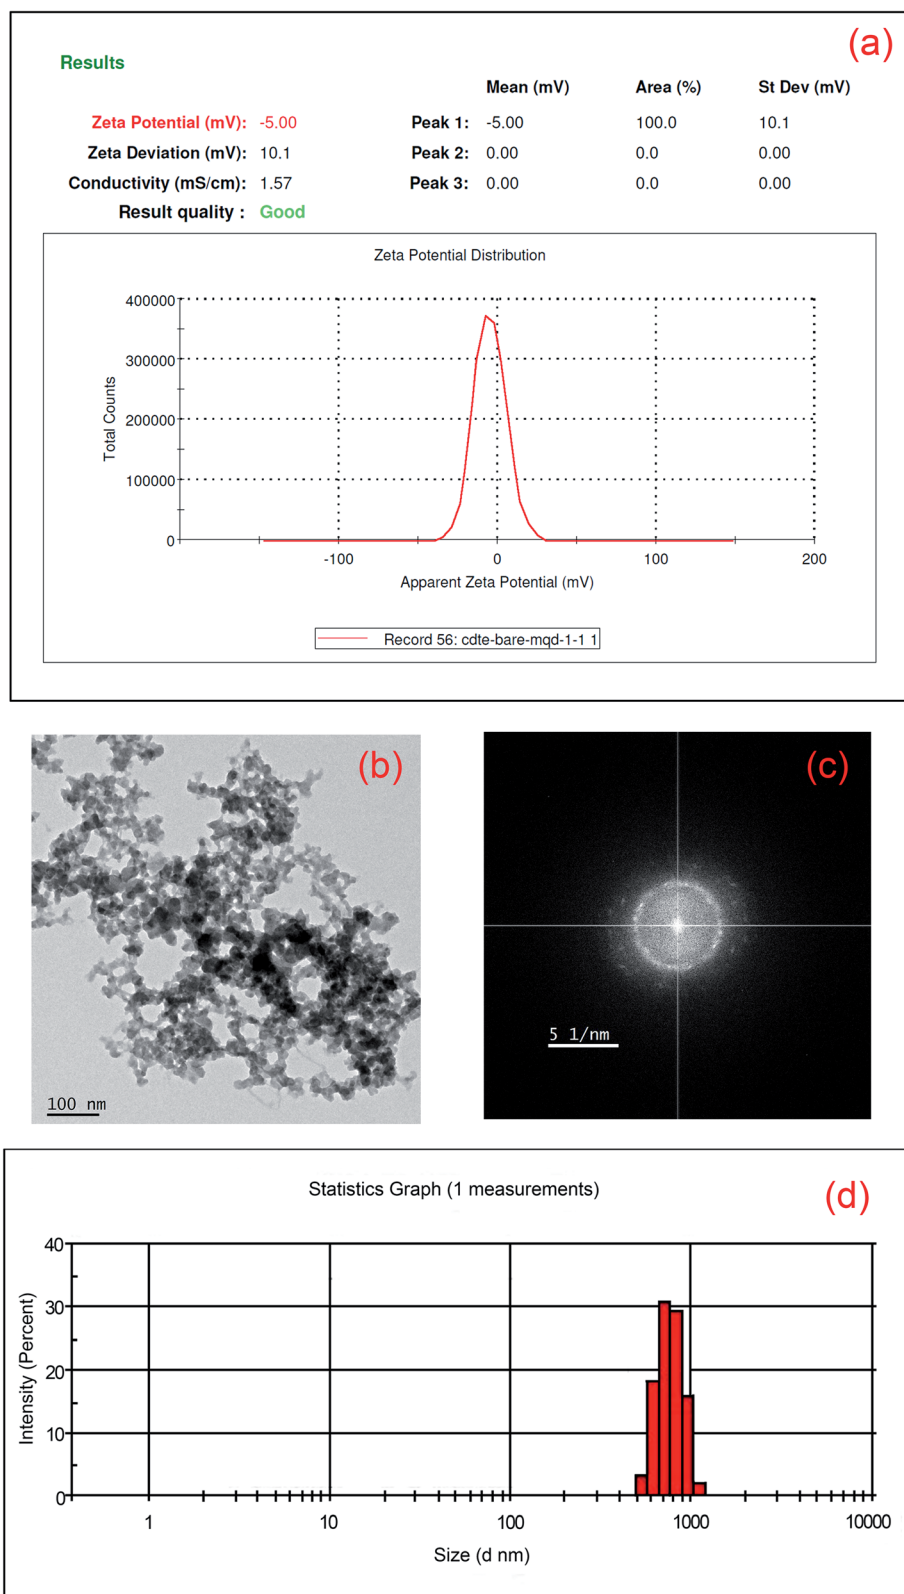 (a)
Results
Mean (mV) Area (%) St Dev (mV)
Zeta Potential (mV): -5.00 Peak 1: -5.00 100.0 10.1
Zeta Deviation (mV): 10.1 Peak 2: 0.00 0.0 0.00
Conductivity (mS/cm): 1.57 Peak 3: 0.00 0.0 0.00
Result quality : Good
Zeta Potential Distribution
400000
300000
200000
100000
0
Total Counts
-100 0 100 200
Apparent Zeta Potential (mV)
Record 56: cdte-bare-mqd-1-1 1
(b)
100 nm
(c)
5 1/nm
(d)
Statistics Graph (1 measurements)
40
30
20
10
0
Intensity (Percent)
1 10 100 1000 10000
Size (d nm)